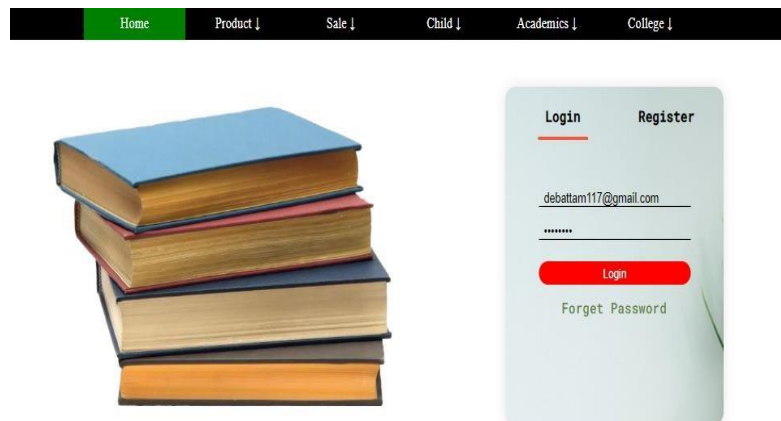 Home Product ↓ Sale ↓ Child ↓ Academics ↓ College ↓
Login Register
debattam117@gmail.com
••••••••
Login
Forget Password